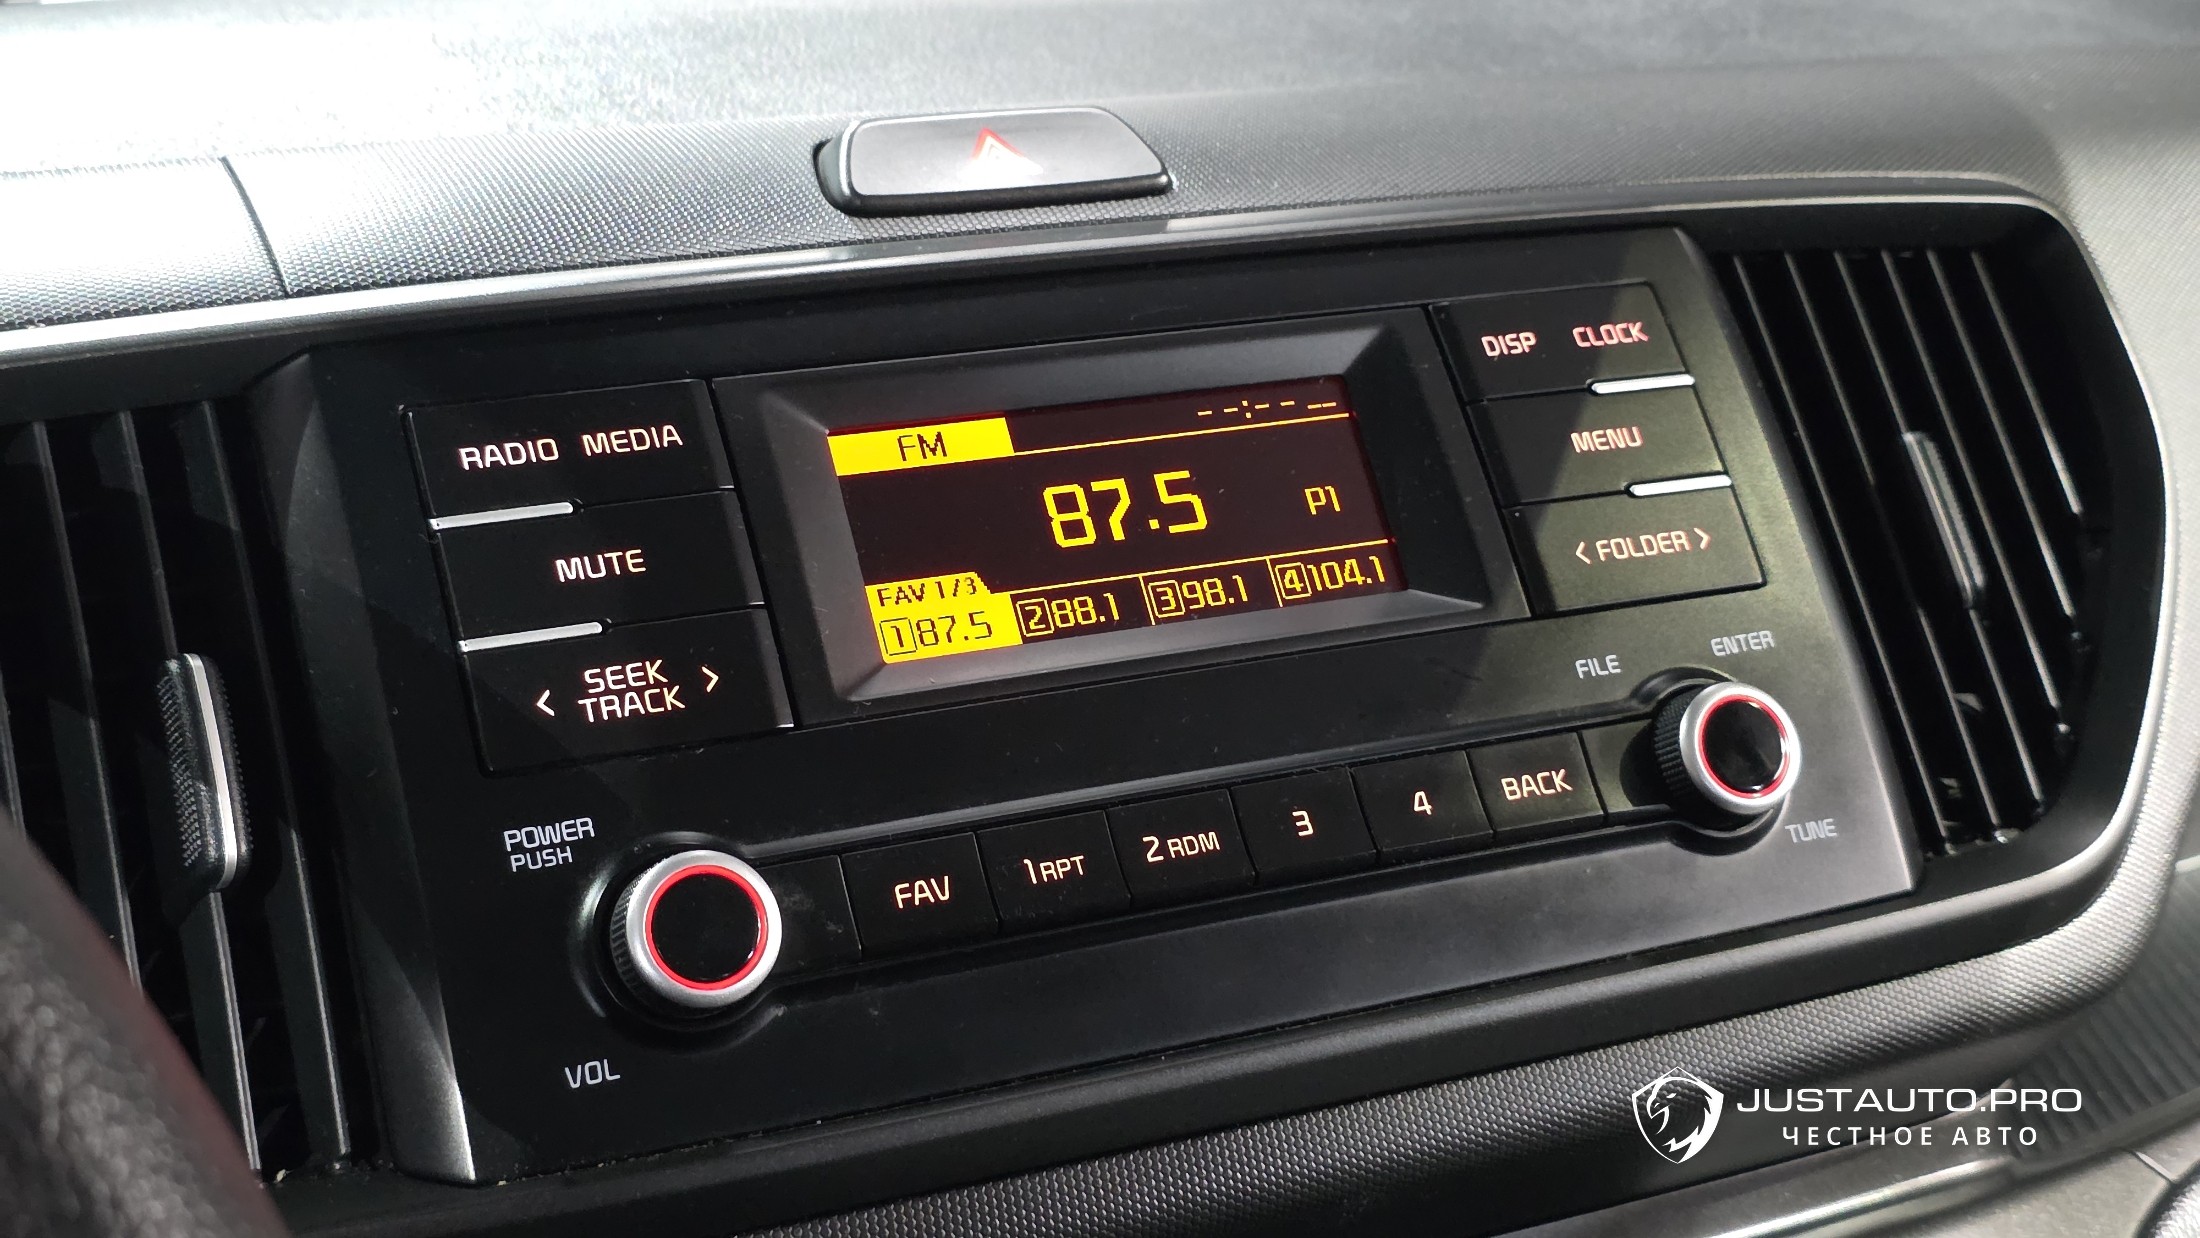 RADIO MEDIA
MUTE
< SEEK >
TRACK
FM
--:-- --
87.5 P1
FAV 1/3
1 87.5 2 88.1 3 98.1 4 104.1
DISP CLOCK
MENU
< FOLDER >
FILE ENTER
TUNE
POWER
PUSH
VOL
FAV 1 RPT 2 RDM 3 4 BACK
JUSTAUTO.PRO
ЧЕСТНОЕ АВТО